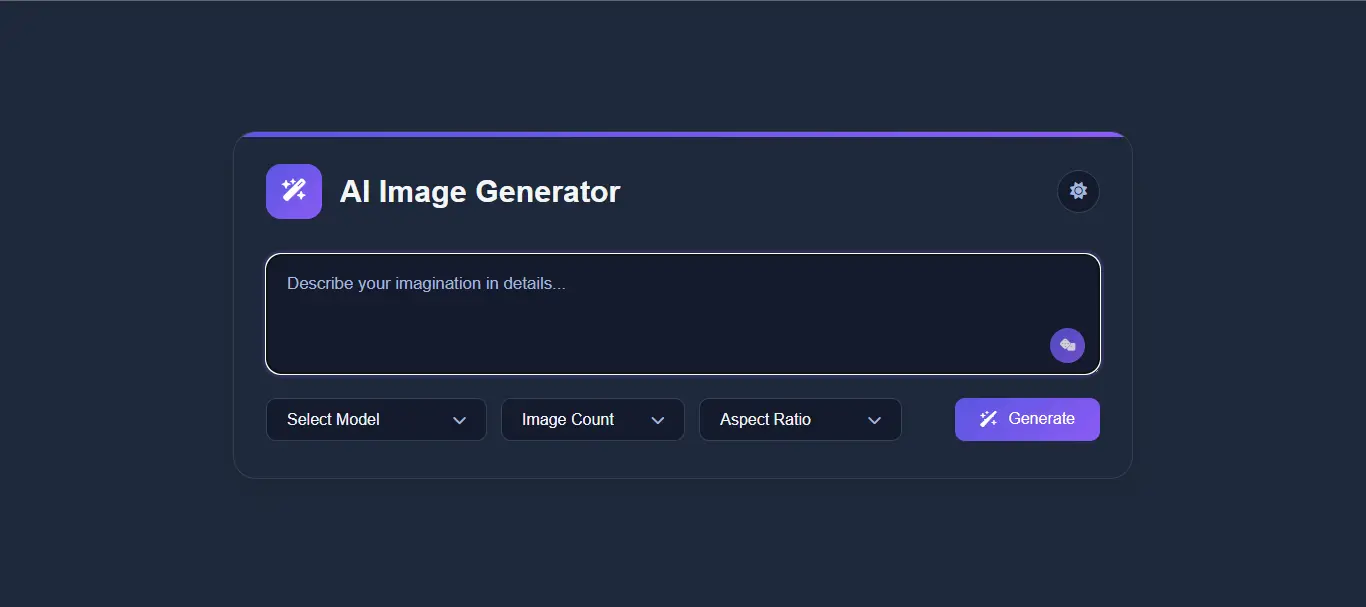 AI Image Generator
Describe your imagination in details...
Select Model
Image Count
Aspect Ratio
Generate